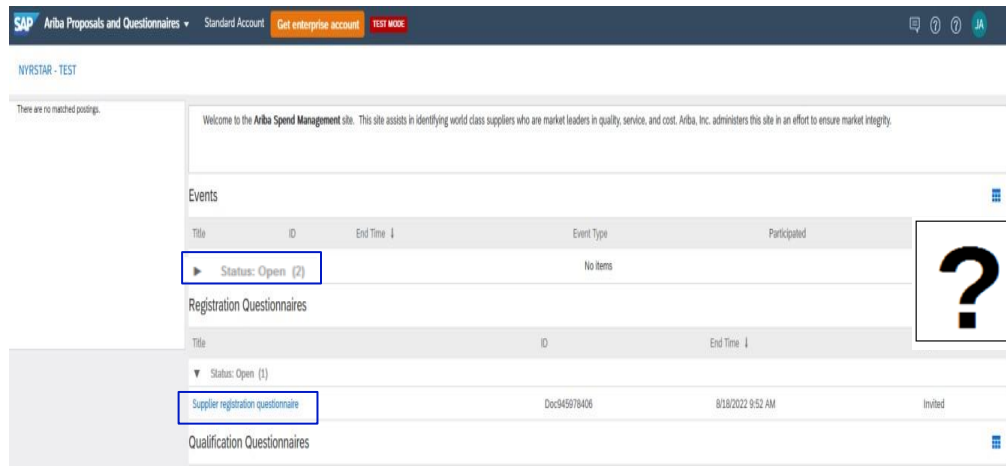 SAP Ariba Proposals and Questionnaires Standard Account Get enterprise account TEST MODE JA
NYRSTAR - TEST
There are no matched postings.
Welcome to the Ariba Spend Management site. This site assists in identifying world class suppliers who are market leaders in quality, service, and cost. Ariba, Inc. administers this site in an effort to ensure market integrity.
Events
Title ID End Time ↓ Event Type Participated
► Status: Open (2) No items
?
Registration Questionnaires
Title ID End Time ↓
▼ Status: Open (1)
Supplier registration questionnaire Doc945978406 8/18/2022 9:52 AM Invited
Qualification Questionnaires